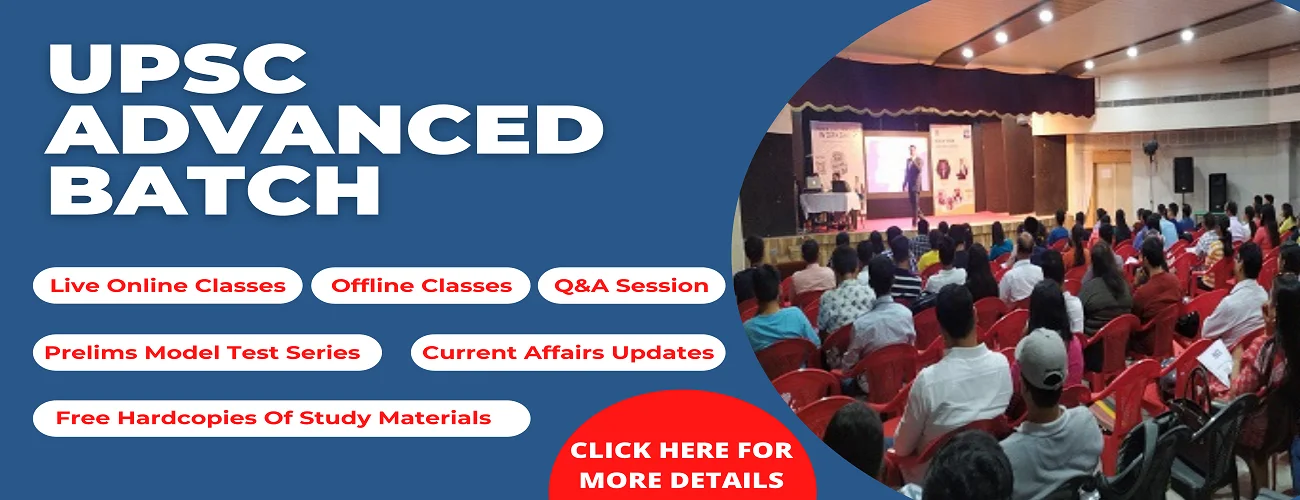 UPSC
ADVANCED
BATCH
Live Online Classes
Offline Classes
Q&A Session
Prelims Model Test Series
Current Affairs Updates
Free Hardcopies Of Study Materials
CLICK HERE FOR
MORE DETAILS